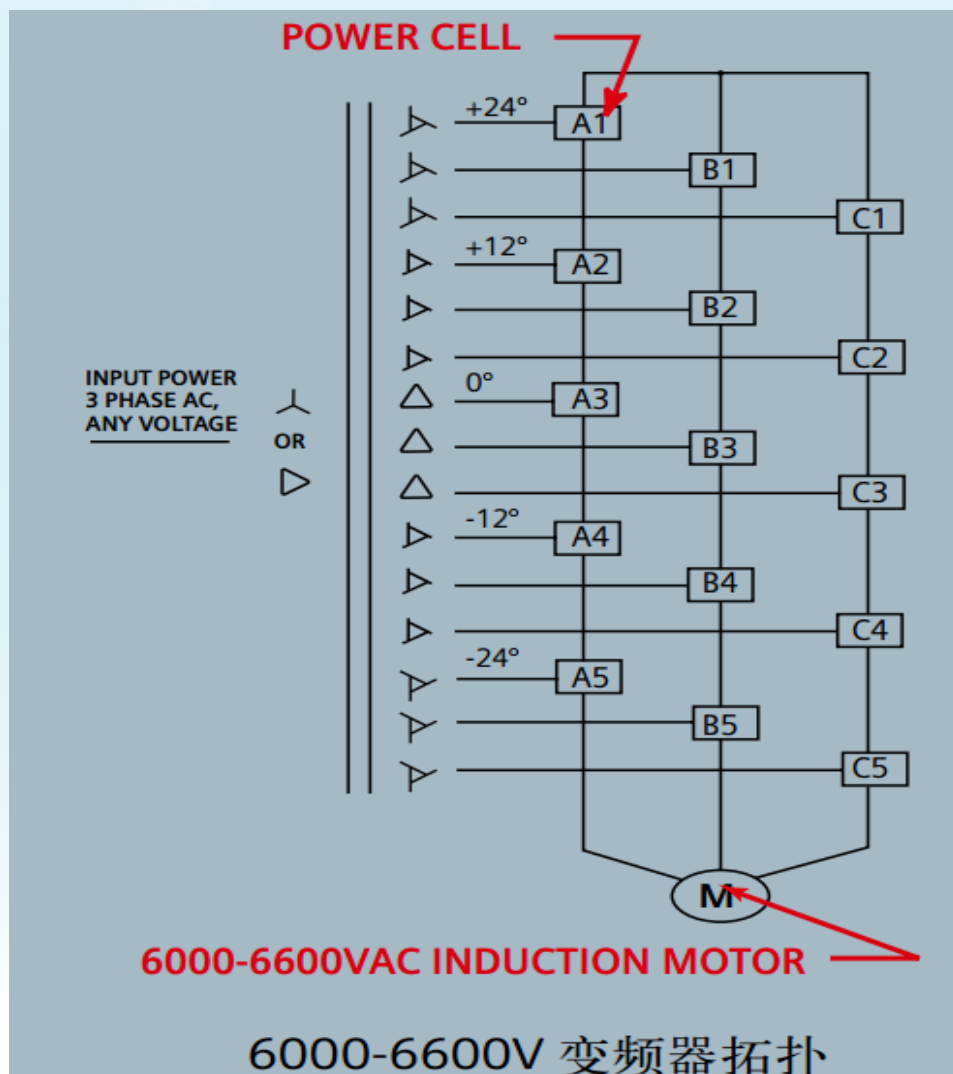 POWER CELL
+24°
A1
B1
C1
+12°
A2
B2
C2
INPUT POWER
3 PHASE AC,
ANY VOLTAGE
OR
0°
A3
B3
C3
-12°
A4
B4
C4
-24°
A5
B5
C5
M
6000-6600VAC INDUCTION MOTOR
6000-6600V 变频器拓扑